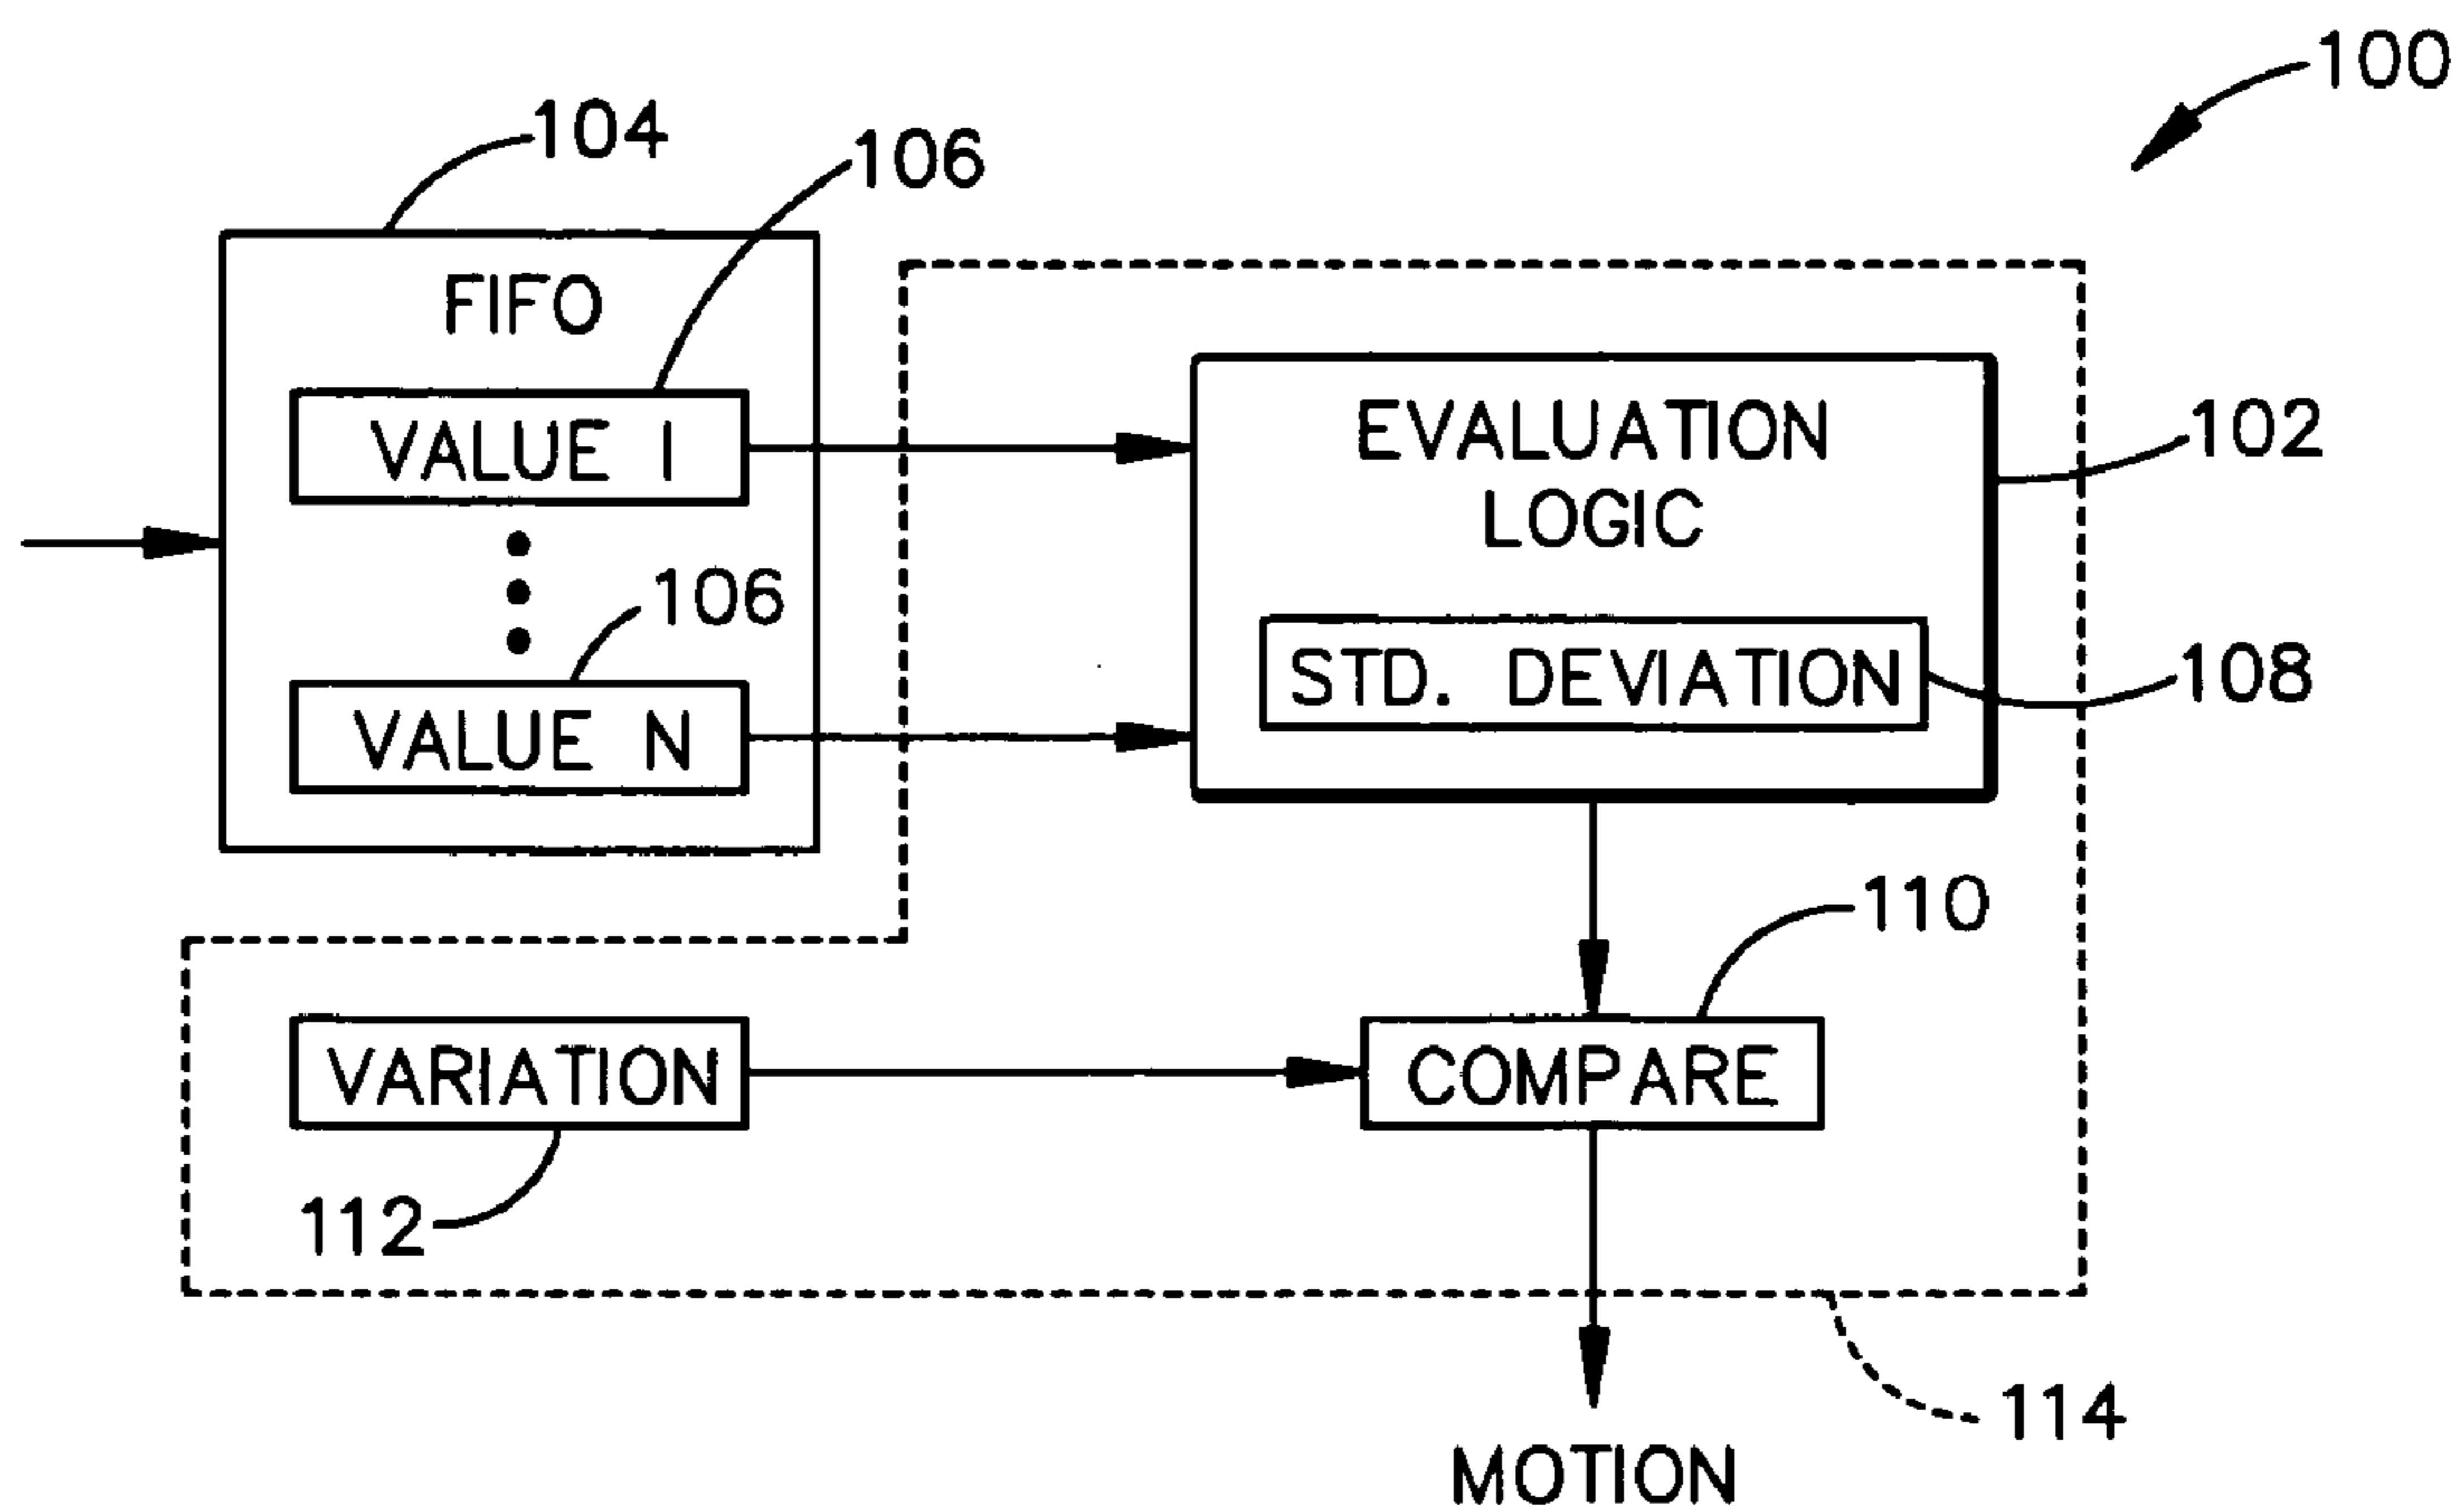 100
104
106
FIFO
VALUE 1
EVALUATION
LOGIC
102
106
STD. DEVIATION
108
VALUE N
110
VARIATION
COMPARE
112
114
MOTION